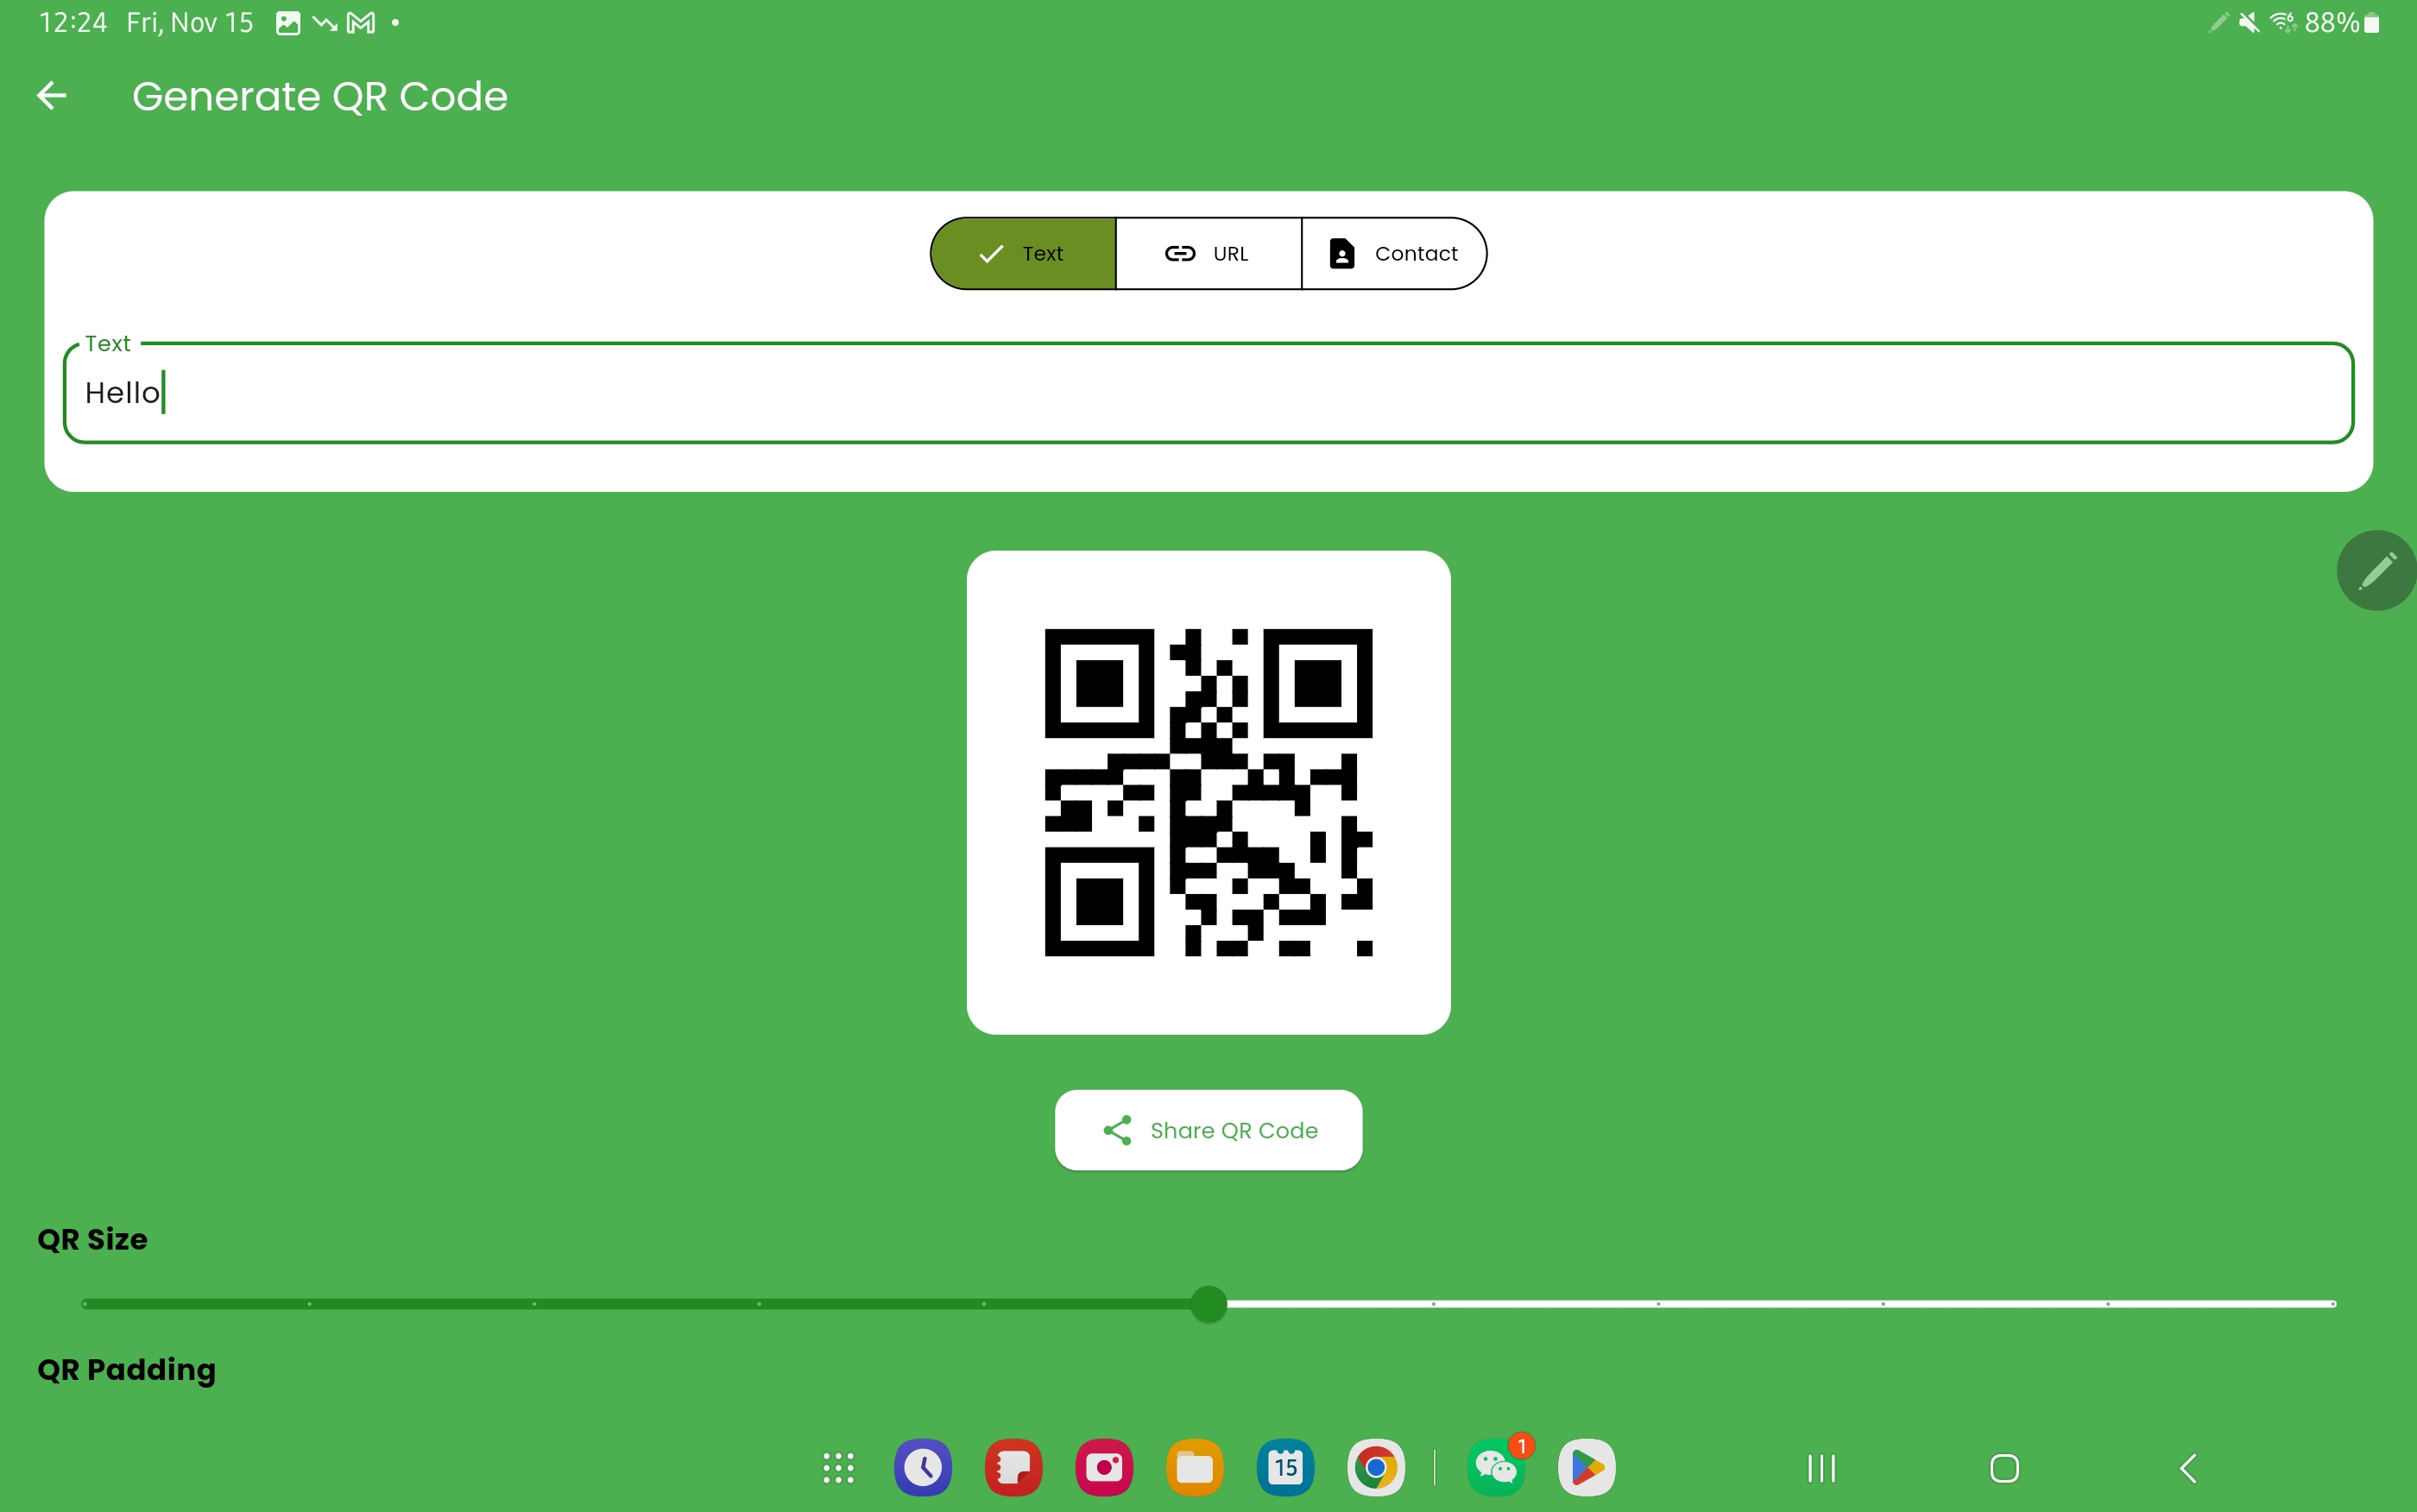 12:24 Fri, Nov 15 88%
Generate QR Code
Text URL Contact
Text
Hello
Share QR Code
QR Size
QR Padding
15 1